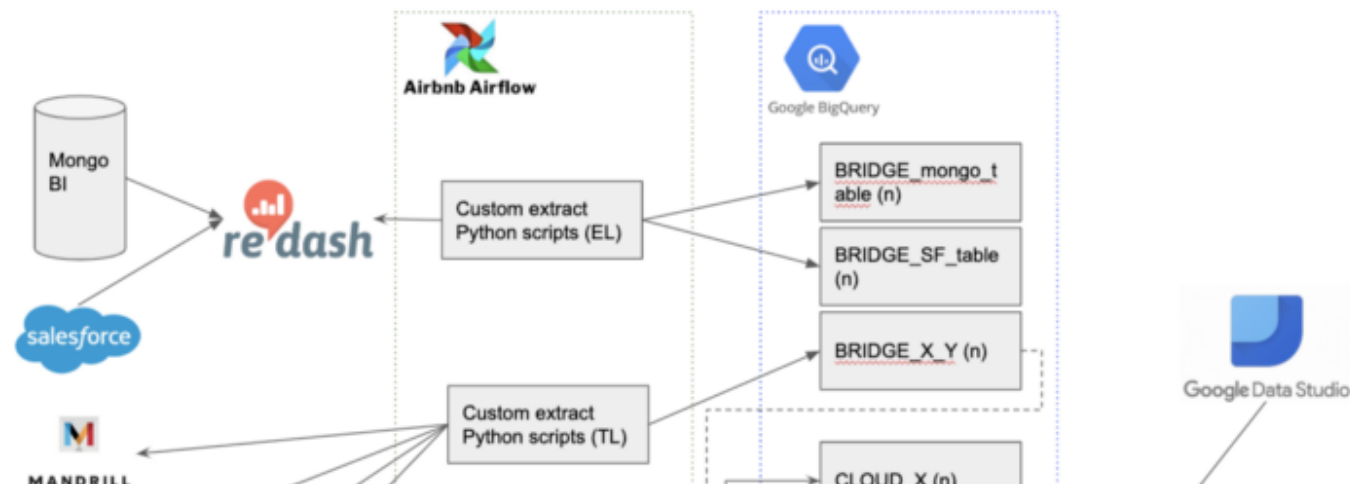 Airbnb Airflow
Google BigQuery
Mongo
BI
re dash
Custom extract
Python scripts (EL)
BRIDGE_mongo_t
able (n)
BRIDGE_SF_table
(n)
salesforce
BRIDGE_X_Y (n)
Google Data Studio
Custom extract
Python scripts (TL)
MANDRILL
CLOUD_X (n)